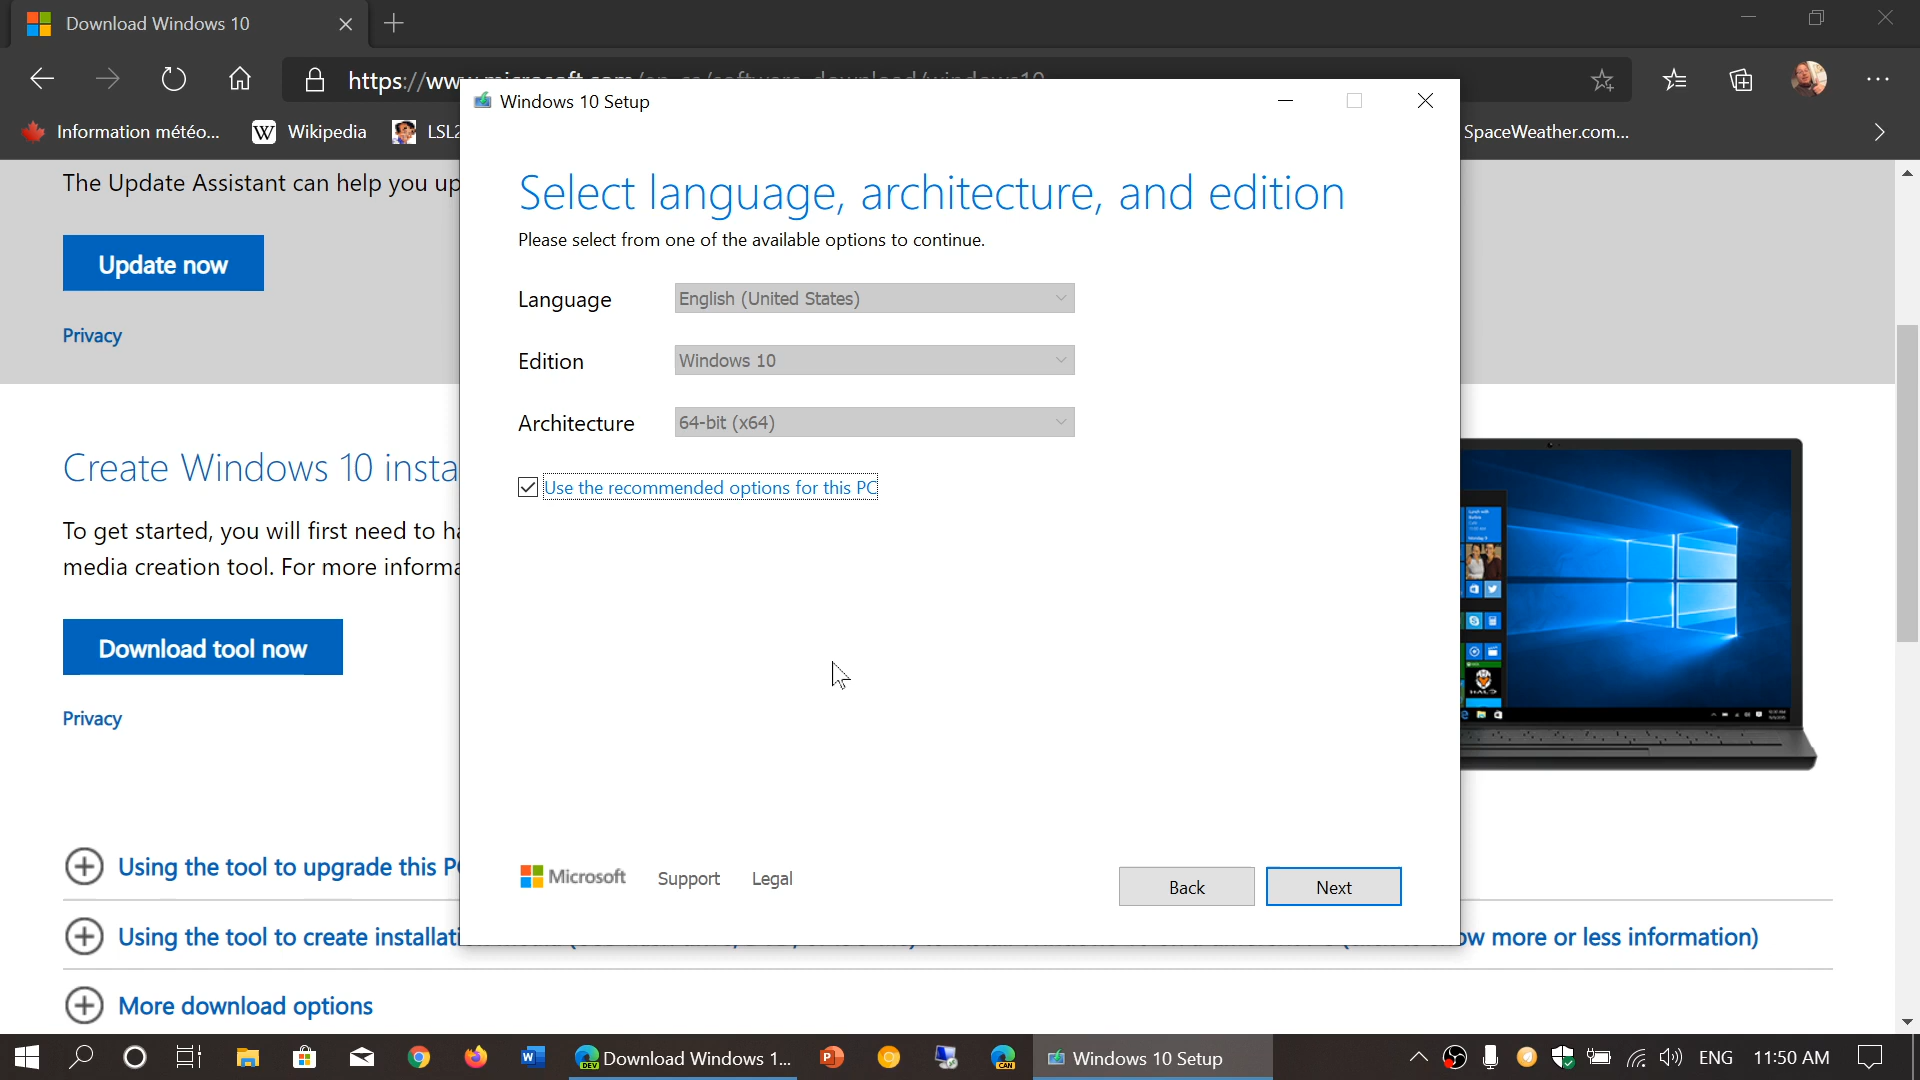 Download Windows 10
https://www
Information météo...
Wikipedia
SpaceWeather.com...
Windows 10 Setup
Select language, architecture, and edition
Please select from one of the available options to continue.
Language
English (United States)
Edition
Windows 10
Architecture
64-bit (x64)
Use the recommended options for this PC
Microsoft
Support
Legal
Back
Next
The Update Assistant can help you up
Update now
Privacy
Create Windows 10 insta
To get started, you will first need to ha
media creation tool. For more informa
Download tool now
Privacy
Using the tool to upgrade this
Using the tool to create installati
ow more or less information)
More download options
Download Windows 1...
Windows 10 Setup
ENG
11:50 AM